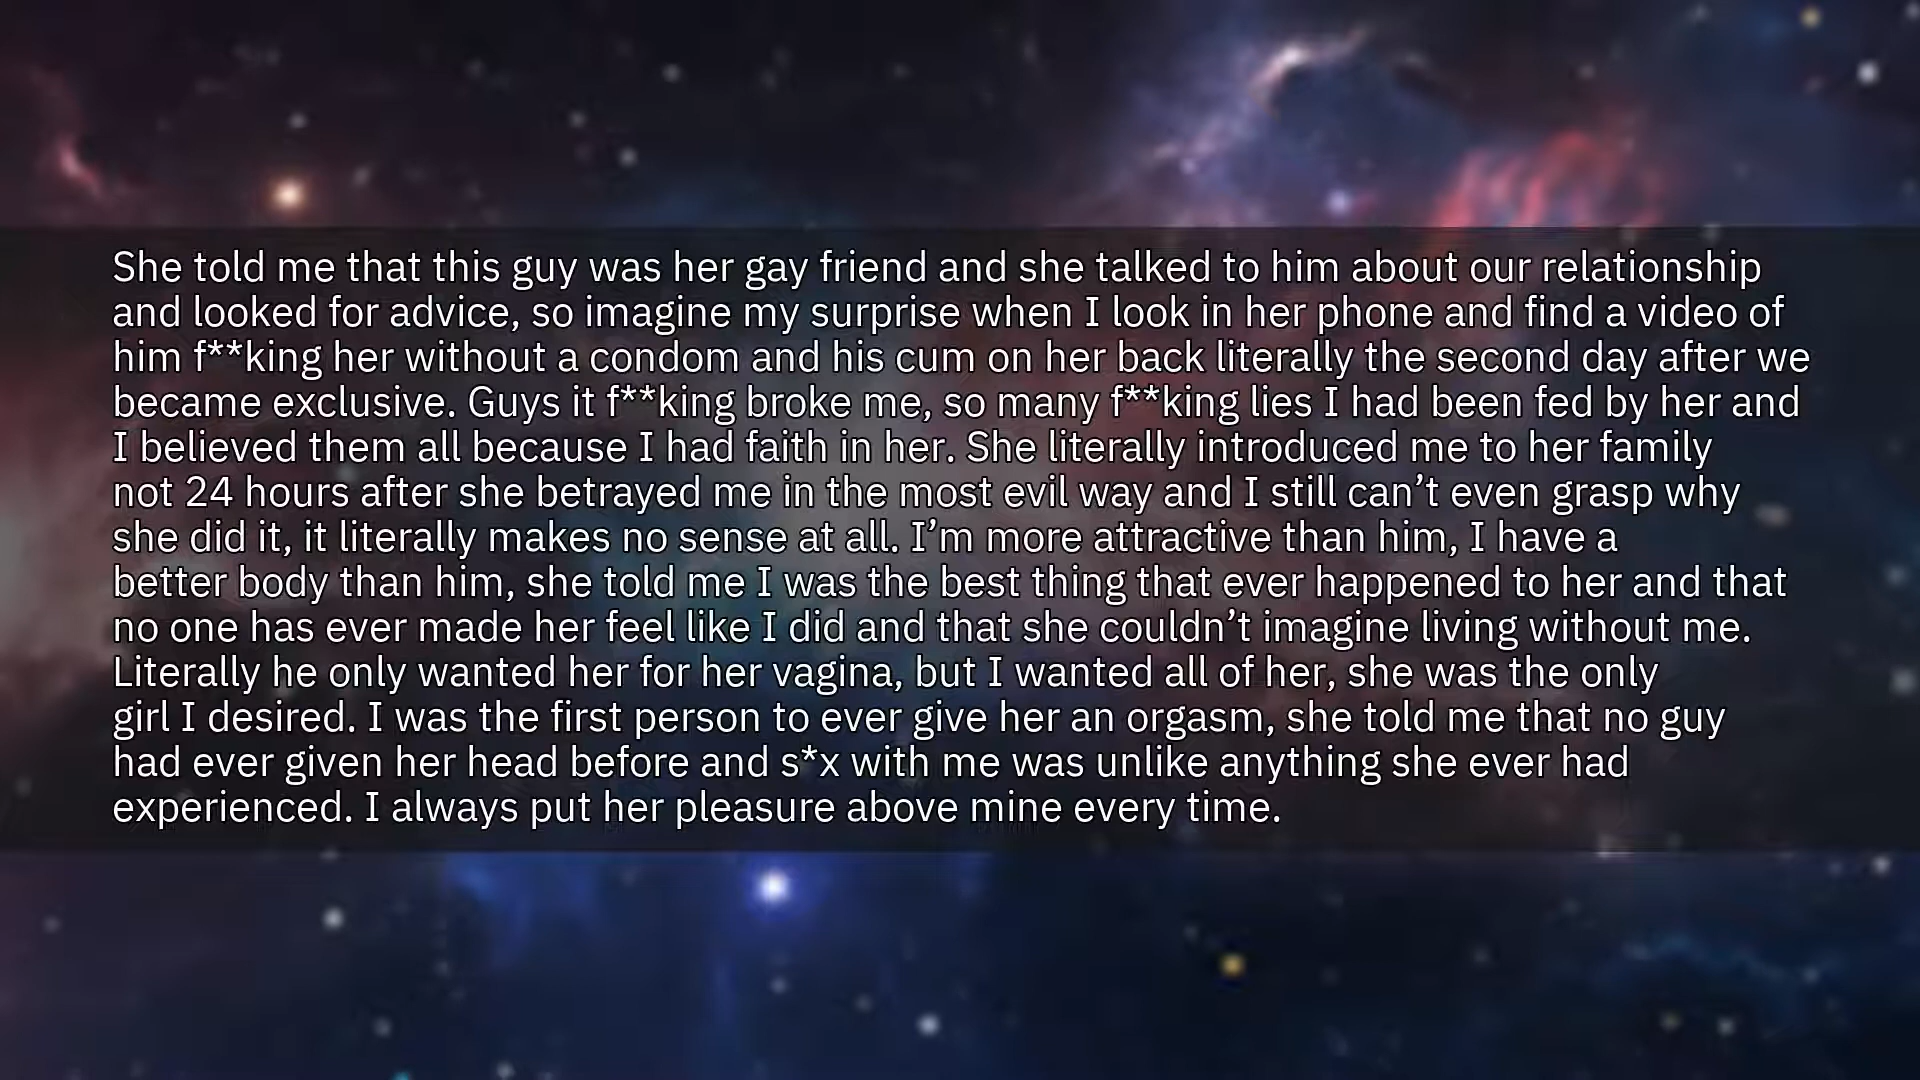 She told me that this guy was her gay friend and she talked to him about our relationship
and looked for advice, so imagine my surprise when I look in her phone and find a video of
him f**king her without a condom and his cum on her back literally the second day after we
became exclusive. Guys it f**king broke me, so many f**king lies I had been fed by her and
I believed them all because I had faith in her. She literally introduced me to her family
not 24 hours after she betrayed me in the most evil way and I still can’t even grasp why
she did it, it literally makes no sense at all. I’m more attractive than him, I have a
better body than him, she told me I was the best thing that ever happened to her and that
no one has ever made her feel like I did and that she couldn’t imagine living without me.
Literally he only wanted her for her vagina, but I wanted all of her, she was the only
girl I desired. I was the first person to ever give her an orgasm, she told me that no guy
had ever given her head before and s*x with me was unlike anything she ever had
experienced. I always put her pleasure above mine every time.